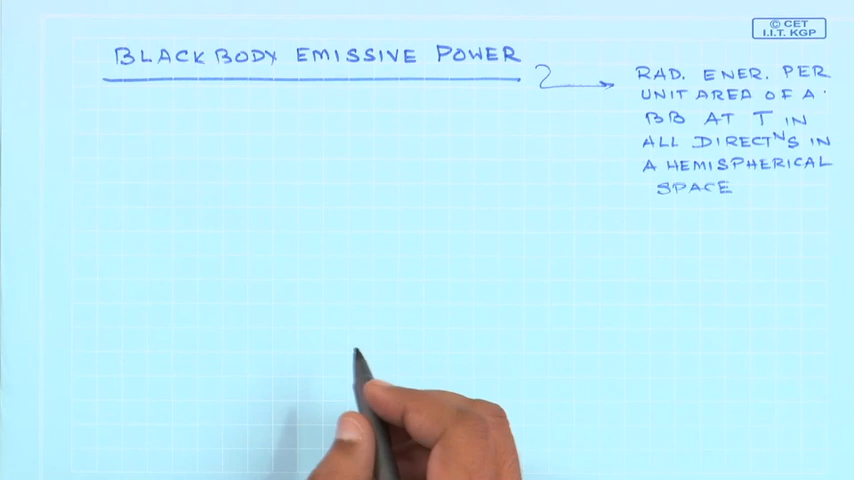 © CET
I.I.T. KGP
BLACKBODY EMISSIVE POWER
RAD. ENER. PER
UNIT AREA OF A
BB AT T IN
ALL DIRECTNS IN
A HEMISPHERICAL
SPACE